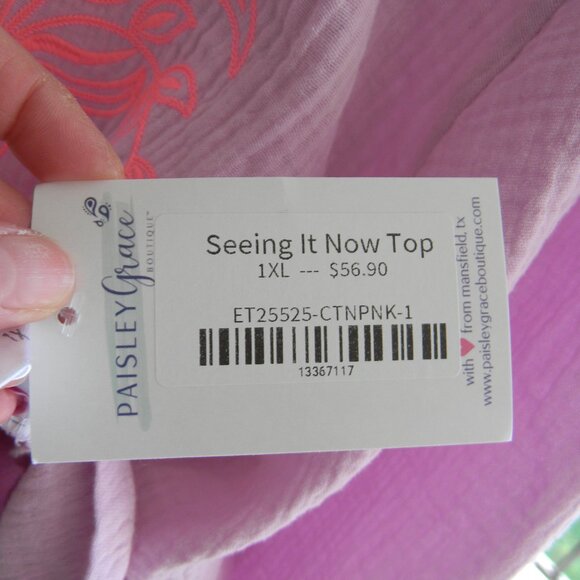 PAISLEY Grace
BOUTIQUE™
Seeing It Now Top
1XL --- $56.90
ET25525-CTNPNK-1
13367117
with from mansfield, tx
www.paisleygraceboutique.com